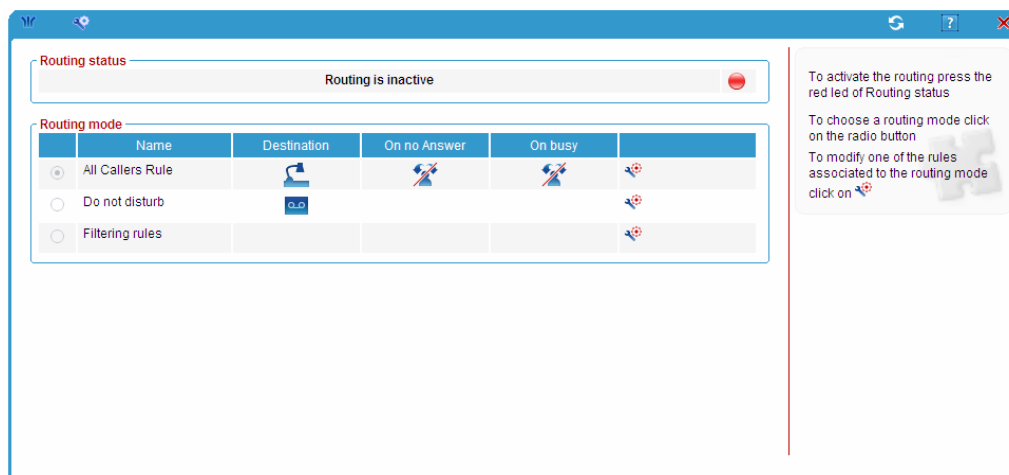 ?
Routing status
Routing is inactive
Routing mode
Name Destination On no Answer On busy
All Callers Rule
Do not disturb
Filtering rules
To activate the routing press the
red led of Routing status
To choose a routing mode click
on the radio button
To modify one of the rules
associated to the routing mode
click on